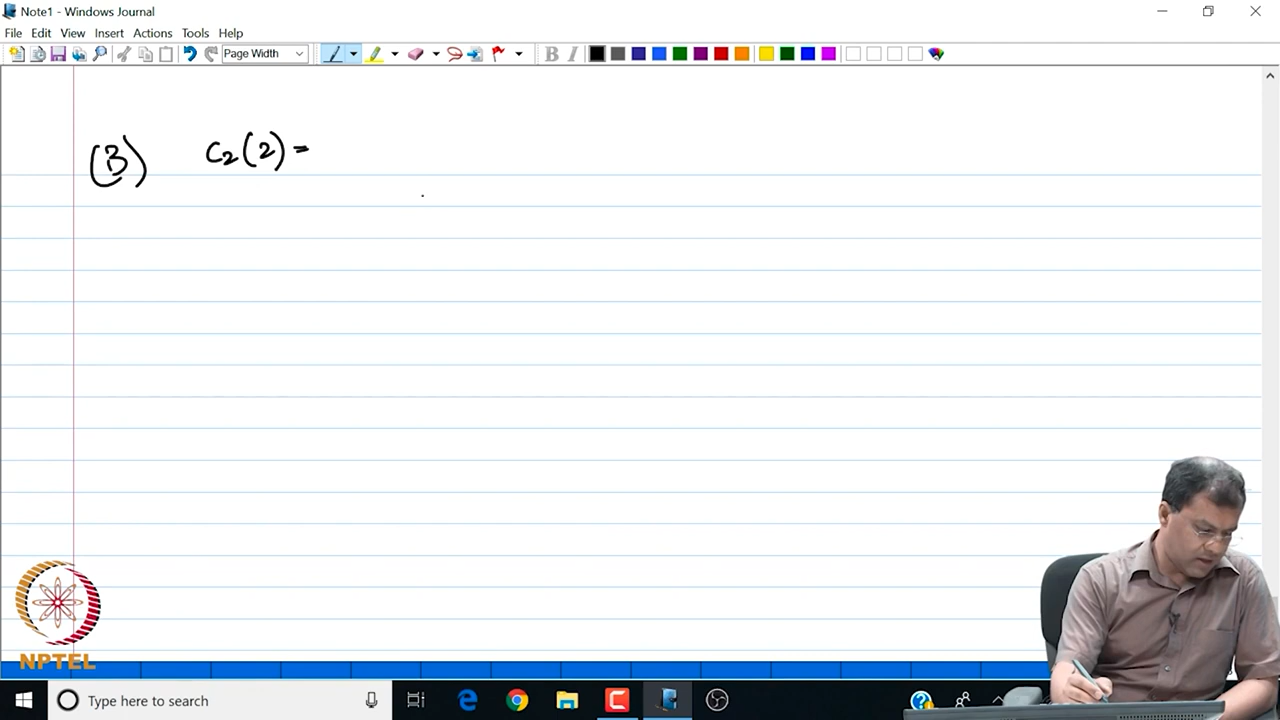 Note1 - Windows Journal
File Edit View Insert Actions Tools Help
Page Width B I
(B) C₂(2) =
NPTEL
Type here to search